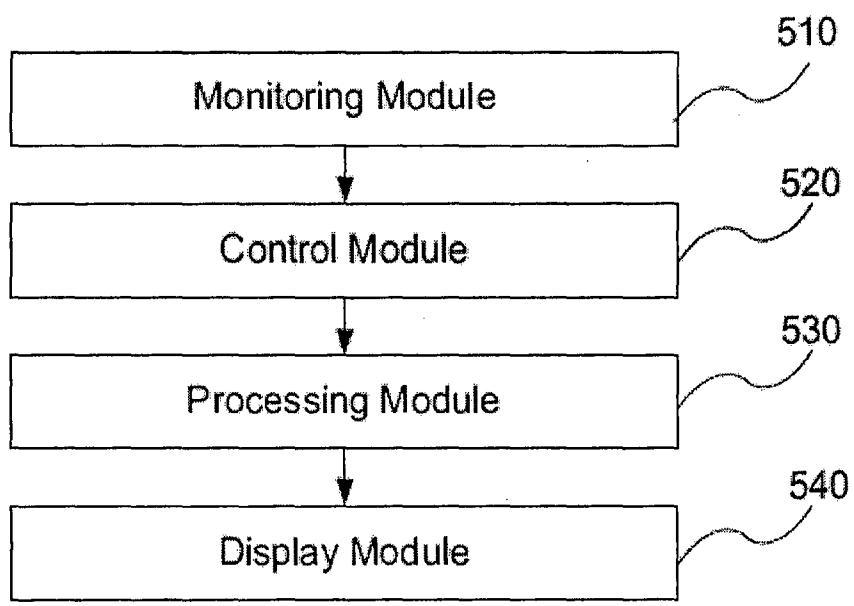 510
Monitoring Module
520
Control Module
530
Processing Module
540
Display Module